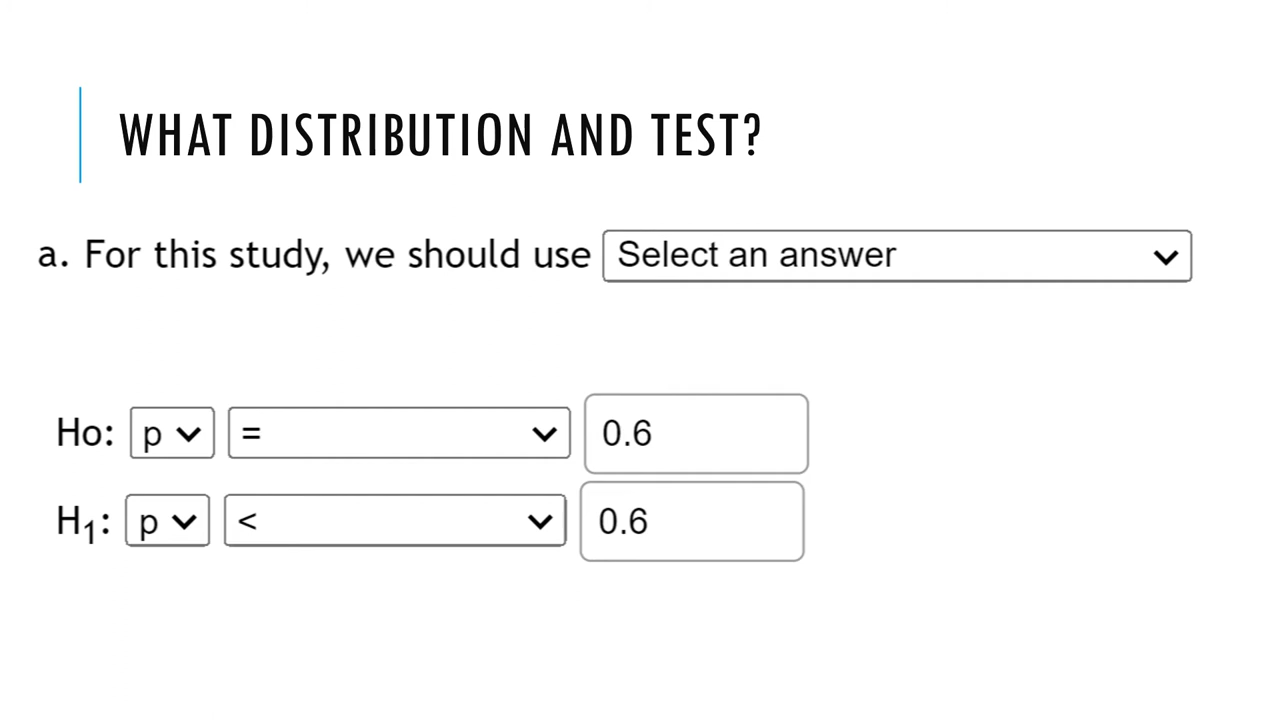 WHAT DISTRIBUTION AND TEST?
a. For this study, we should use Select an answer
Ho: p = 0.6
H₁: p < 0.6